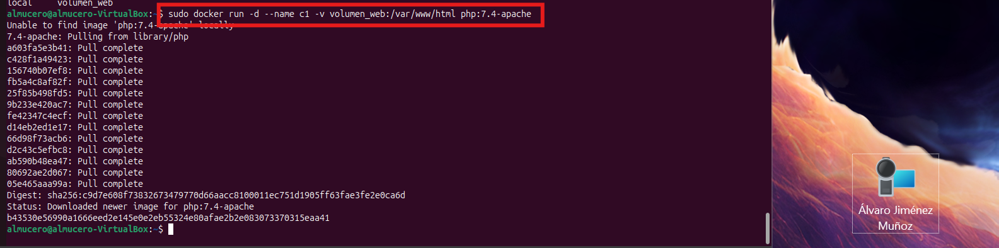 local     volumen_web
almucero@almucero-VirtualBox:~$ sudo docker run -d --name c1 -v volumen_web:/var/www/html php:7.4-apache
Unable to find image 'php:7.4-apache' locally
7.4-apache: Pulling from library/php
a603fa5e3b41: Pull complete
c428f1a49423: Pull complete
156740b07ef8: Pull complete
fb5a4c8af82f: Pull complete
25f85b498fd5: Pull complete
9b233e420ac7: Pull complete
fe42347c4ecf: Pull complete
d14eb2ed1e17: Pull complete
66d98f73acb6: Pull complete
d2c43c5efbc8: Pull complete
ab590b48ea47: Pull complete
80692ae2d067: Pull complete
05e465aaa99a: Pull complete
Digest: sha256:c9d7e608f73832673479770d66aacc8100011ec751d1905ff63fae3fe2e0ca6d
Status: Downloaded newer image for php:7.4-apache
b43530e56990a1666eed2e145e0e2eb55324e80afae2b2e083073370315eaa41
almucero@almucero-VirtualBox:~$
Álvaro Jiménez
Muñoz